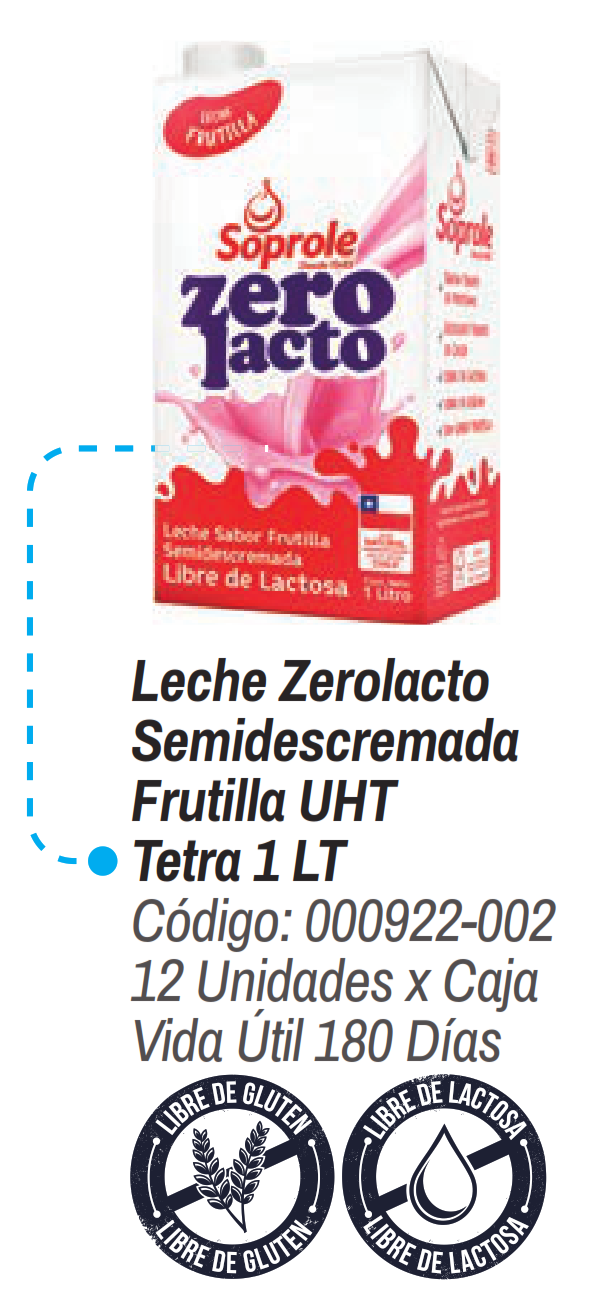 LECHE
FRUTILLA
Soprole
zero
lacto
Soprole
Leche Sabor Frutilla
Semidescremada
Libre de Lactosa
1 Litro
Leche Zerolacto
Semidescremada
Frutilla UHT
Tetra 1 LT
Código: 000922-002
12 Unidades x Caja
Vida Útil 180 Días
LIBRE DE GLUTEN
LIBRE DE GLUTEN
LIBRE DE LACTOSA
LIBRE DE LACTOSA